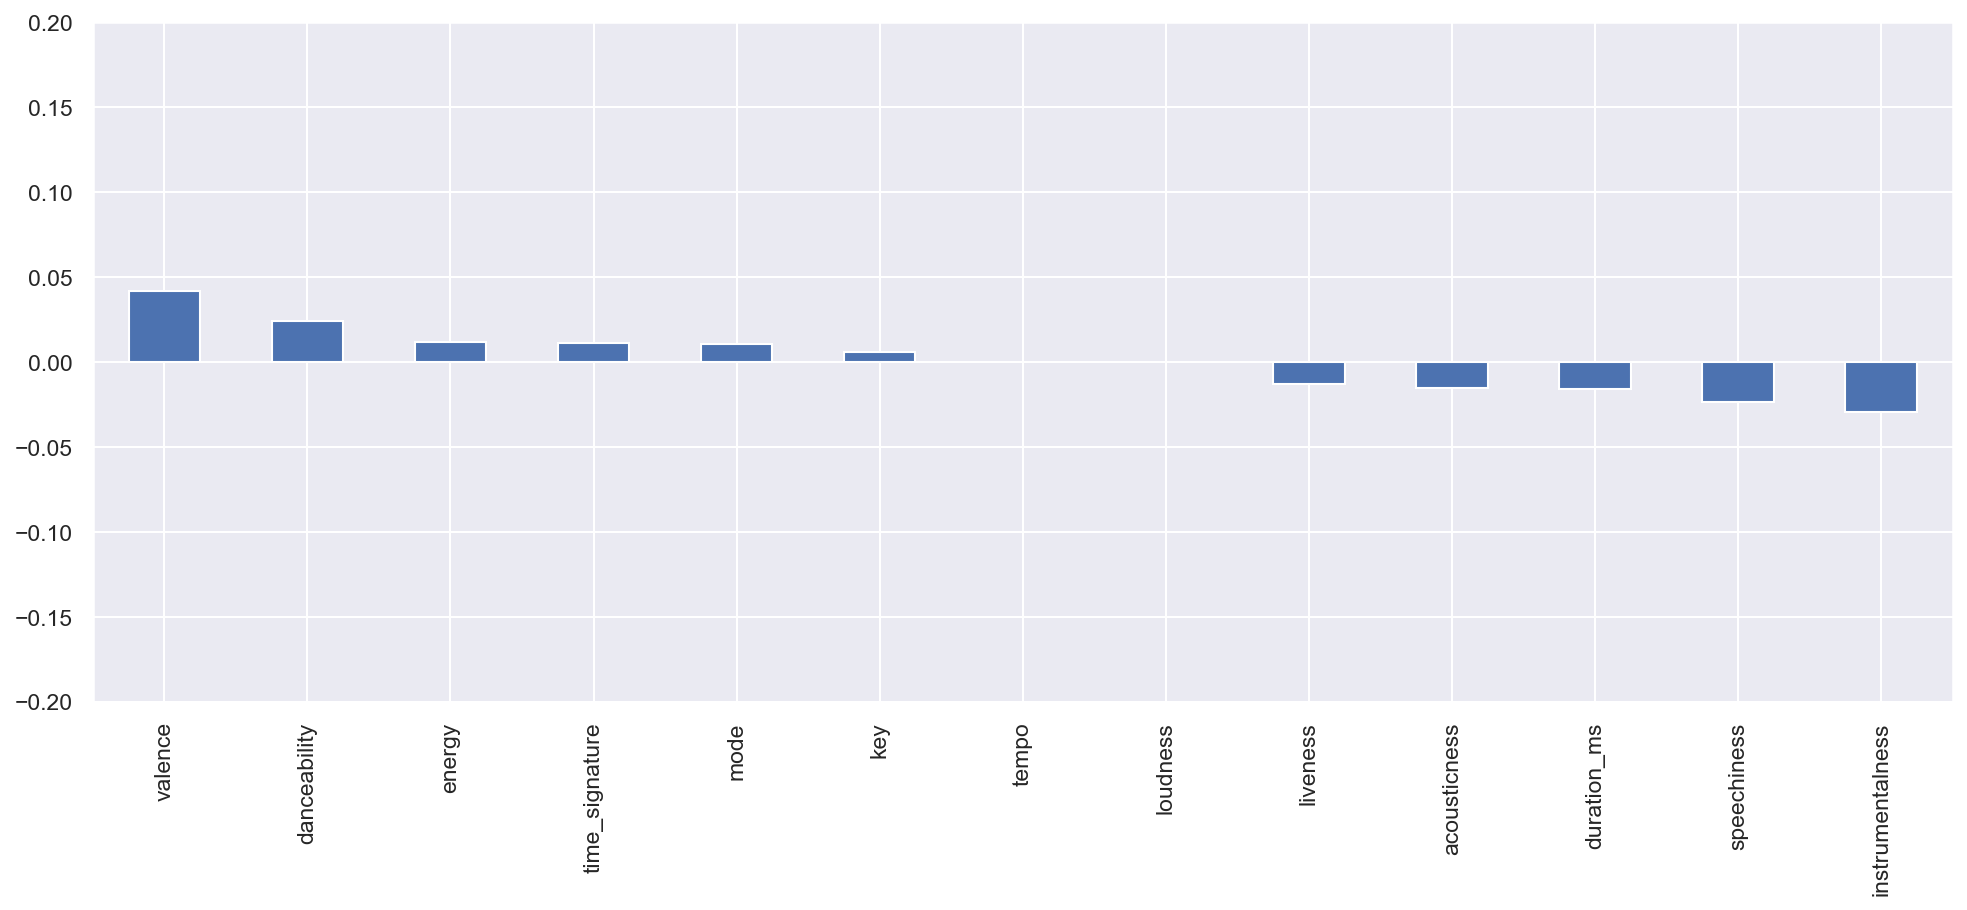 0.20
0.15
0.10
0.05
0.00
−0.05
−0.10
−0.15
−0.20
valence
danceability
energy
time_signature
mode
key
tempo
loudness
liveness
acousticness
duration_ms
speechiness
instrumentalness